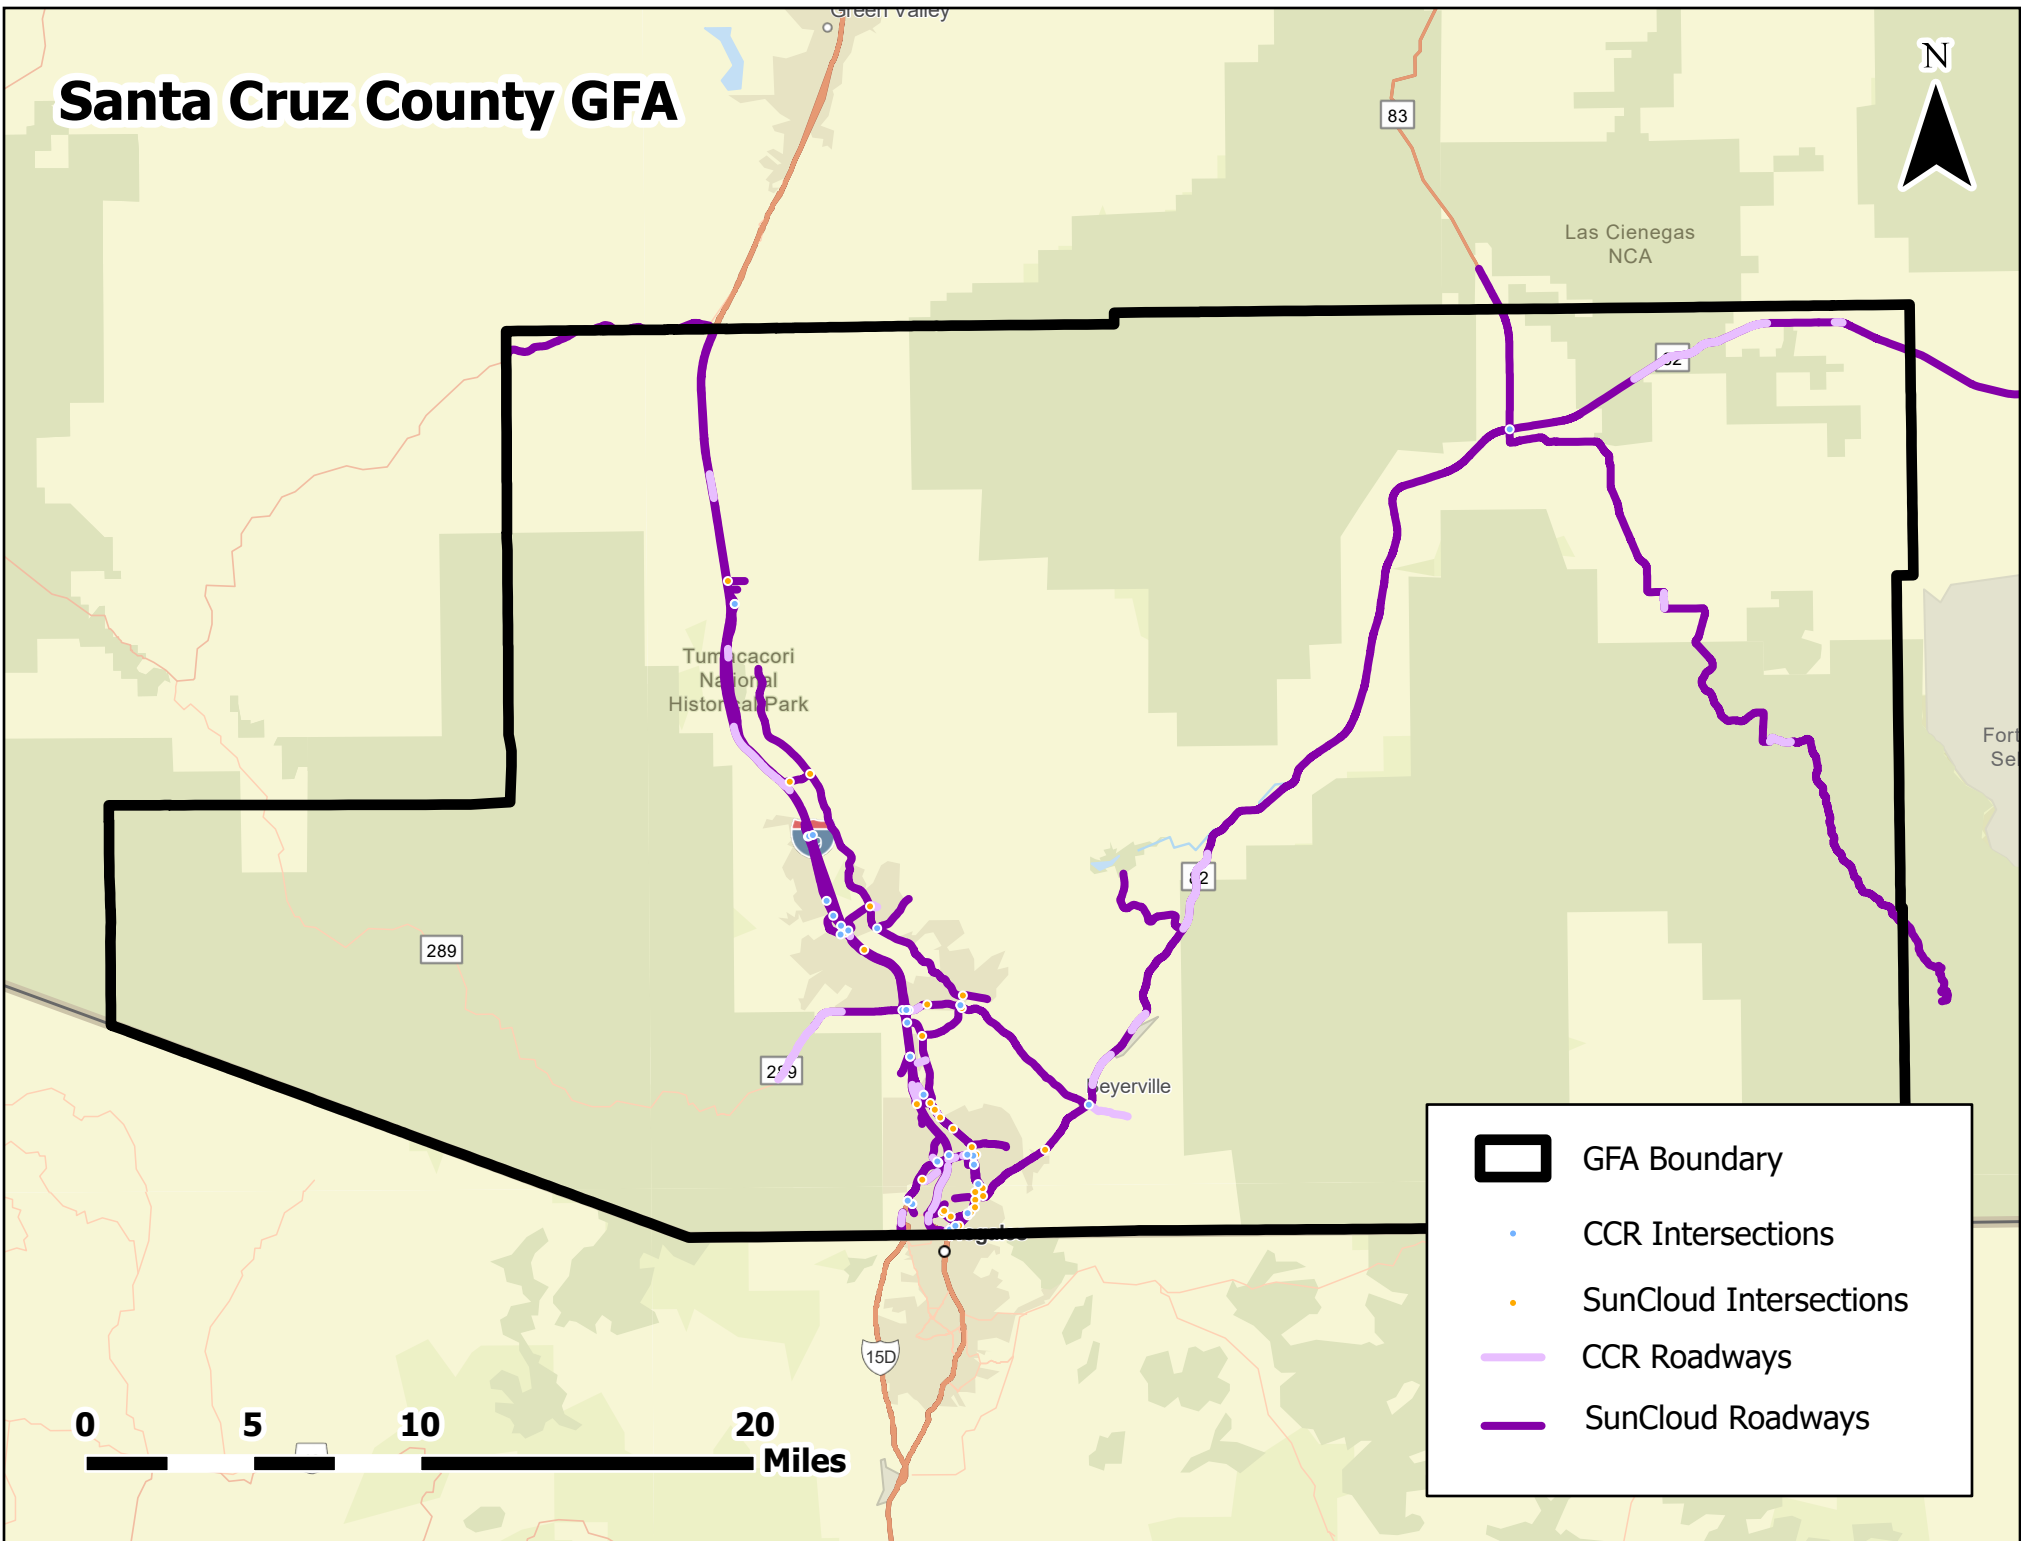 Green Valley
Santa Cruz County GFA
N
83
Las Cienegas
NCA
Tumacacori
National
Historical Park
Fort
82
289
289
15D
GFA Boundary
CCR Intersections
SunCloud Intersections
CCR Roadways
SunCloud Roadways
0 5 10 20
Miles